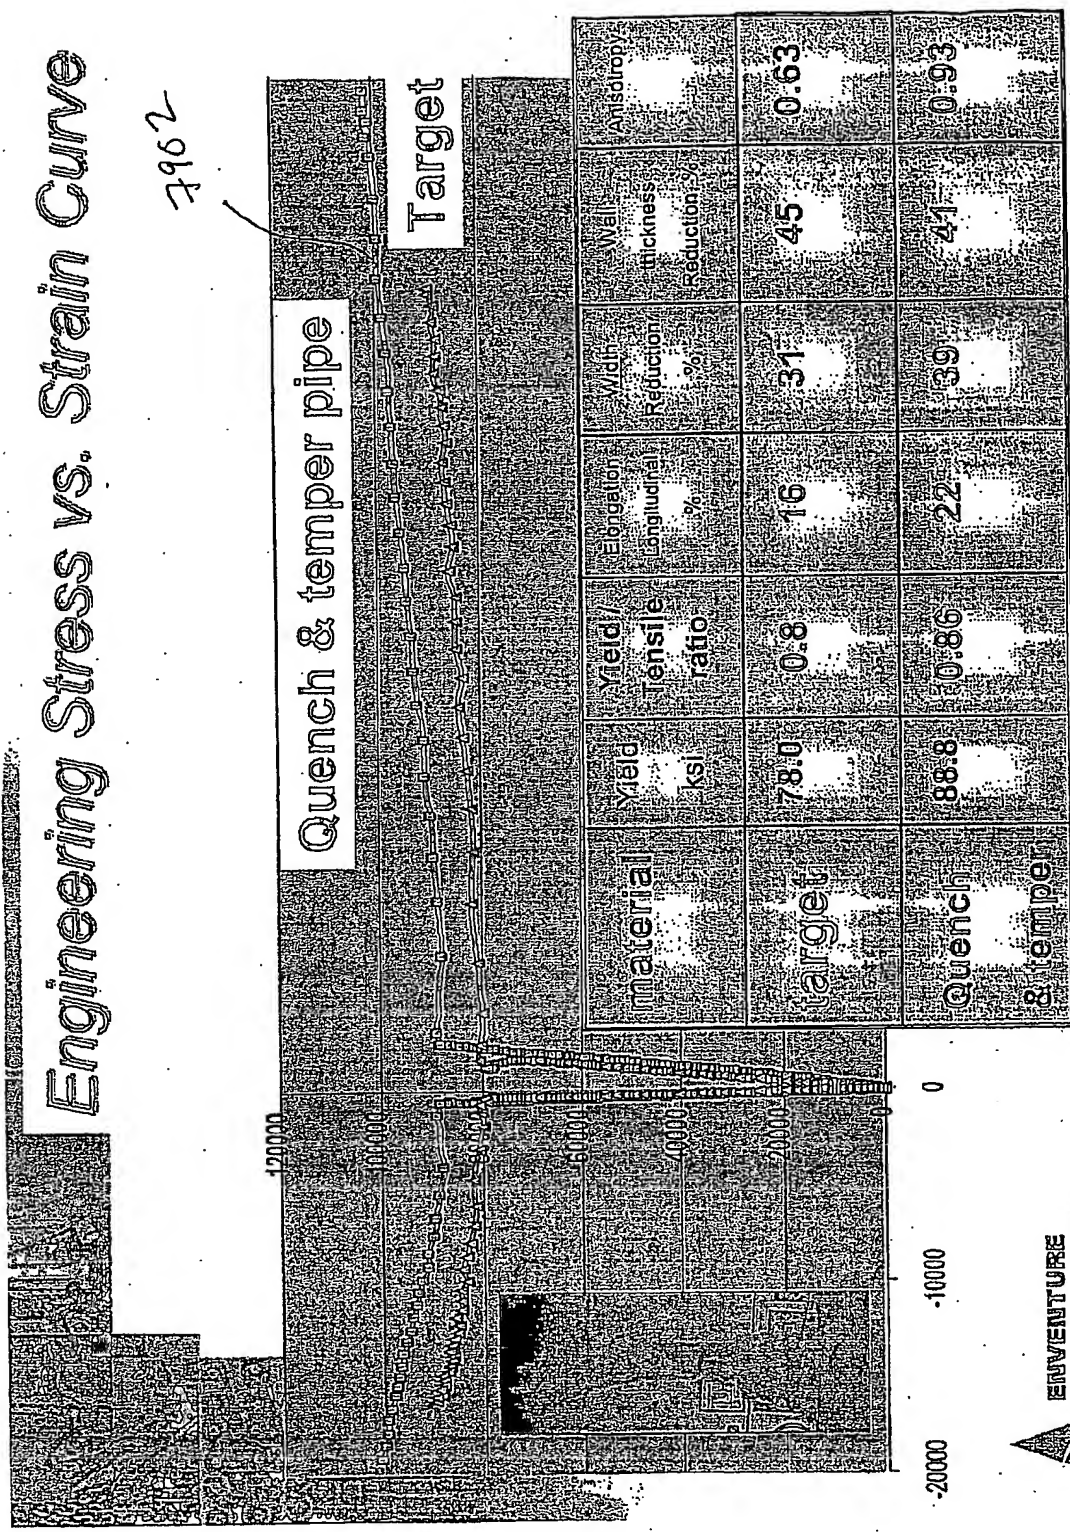 Engineering Stress vs. Strain Curve
7902
Quench & temper pipe
Target
120000
100000
60000
40000
20000
0
-20000
-10000
0
material
Yield ksi
Yield / Tensile ratio
Elongation Longitudinal %
Width Reduction %
Wall thickness Reduction %
Anisotropy
target
78.0
0.8
16
31
45
0.63
Quench & temper
88.8
0.86
22
39
41
0.93
ENVENTURE